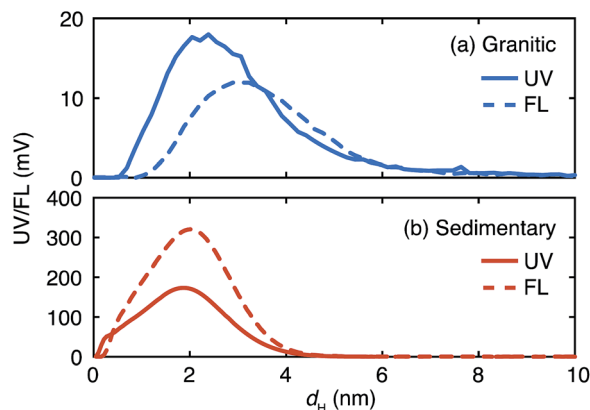 20
(a) Granitic
UV
FL
10
0
UV/FL (mV)
400
(b) Sedimentary
300
UV
FL
200
100
0
0 2 4 6 8 10
d_H (nm)